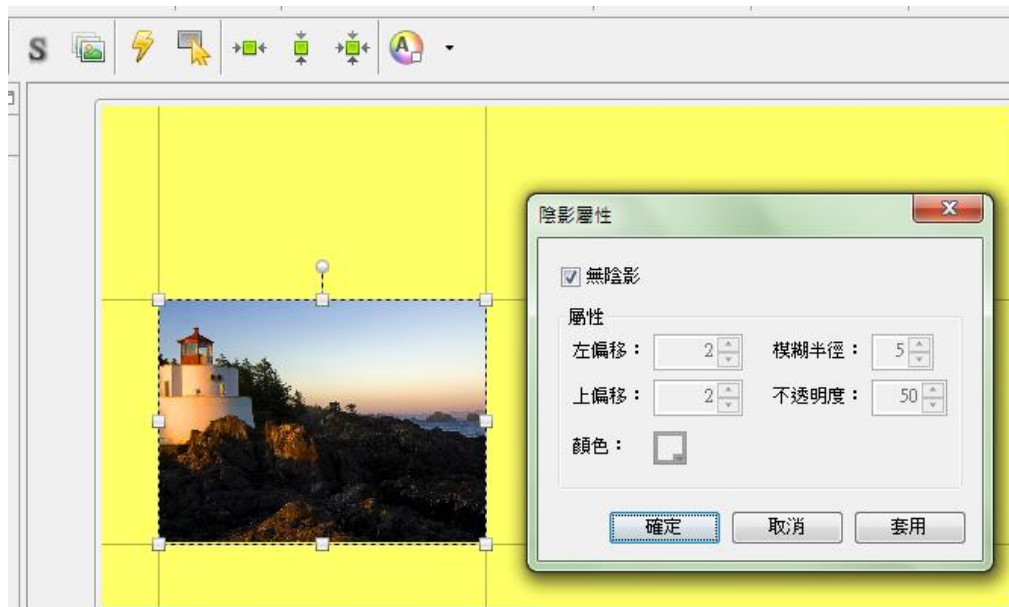 S
A
陰影屬性
無陰影
屬性
左偏移： 2 模糊半徑： 5
上偏移： 2 不透明度： 50
顏色：
確定 取消 套用